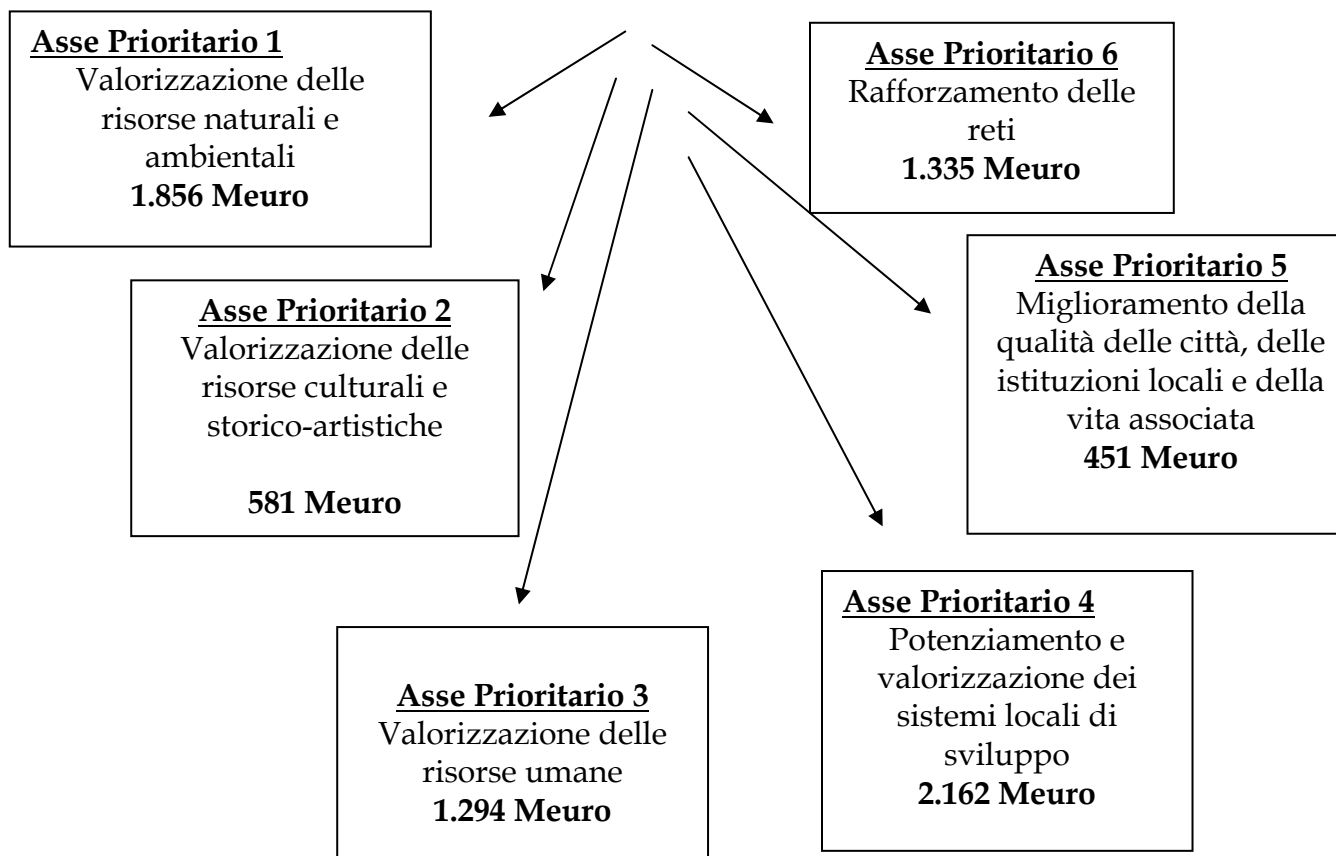 Asse Prioritario 1
Valorizzazione delle
risorse naturali e
ambientali
1.856 Meuro
Asse Prioritario 6
Rafforzamento delle
reti
1.335 Meuro
Asse Prioritario 2
Valorizzazione delle
risorse culturali e
storico-artistiche
581 Meuro
Asse Prioritario 5
Miglioramento della
qualità delle città, delle
istituzioni locali e della
vita associata
451 Meuro
Asse Prioritario 3
Valorizzazione delle
risorse umane
1.294 Meuro
Asse Prioritario 4
Potenziamento e
valorizzazione dei
sistemi locali di
sviluppo
2.162 Meuro